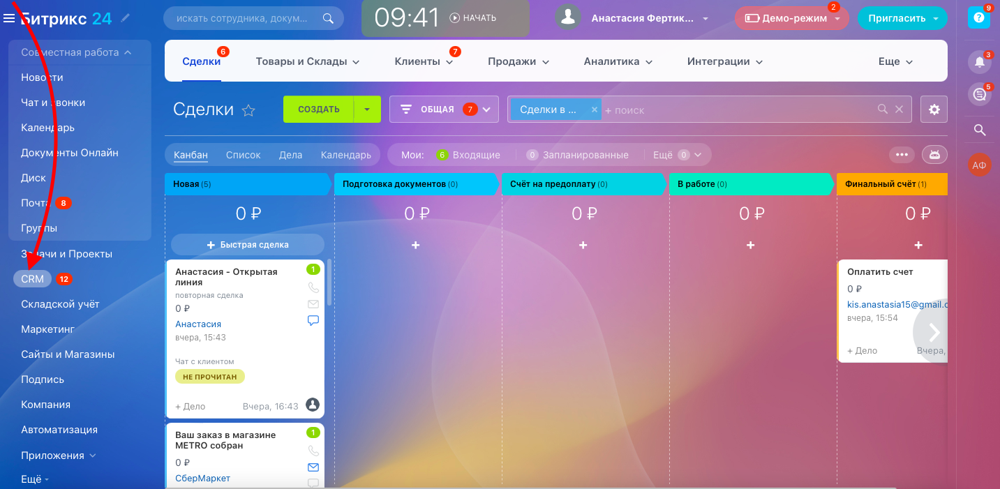 Битрикс 24
искать сотрудника, докум...
09:41
НАЧАТЬ
Анастасия Фертик...
Демо-режим
2
Пригласить
9
Совместная работа
Новости
Чат и звонки
Календарь
Документы Онлайн
Диск
Почта 8
Группы
Задачи и Проекты
CRM 12
Складской учёт
Маркетинг
Сайты и Магазины
Подпись
Компания
Автоматизация
Приложения
Ещё
Сделки 6
Товары и Склады
Клиенты 7
Продажи
Аналитика
Интеграции
Еще
Сделки
СОЗДАТЬ
ОБЩАЯ 7
Сделки в ... ×
+ поиск
Канбан
Список
Дела
Календарь
Мои:
6 Входящие
0 Запланированные
Ещё 0
Новая (5)
0 ₽
+ Быстрая сделка
Анастасия - Открытая
линия
1
повторная сделка
0 ₽
Анастасия
вчера, 15:43
Чат с клиентом
НЕ ПРОЧИТАН
+ Дело
Вчера, 16:43
Ваш заказ в магазине
METRO собран
1
0 ₽
СберМаркет
Подготовка документов (0)
0 ₽
+
Счёт на предоплату (0)
0 ₽
+
В работе (0)
0 ₽
+
Финальный счёт (1)
0 ₽
+
Оплатить счет
0 ₽
kis.anastasia15@gmail.c
вчера, 15:54
+ Дело
Вчера,
3
5
АФ